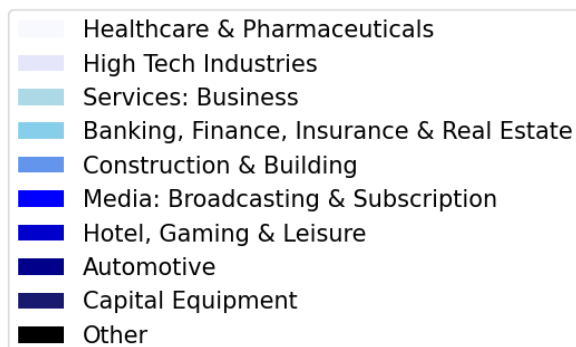 Healthcare & Pharmaceuticals
High Tech Industries
Services: Business
Banking, Finance, Insurance & Real Estate
Construction & Building
Media: Broadcasting & Subscription
Hotel, Gaming & Leisure
Automotive
Capital Equipment
Other